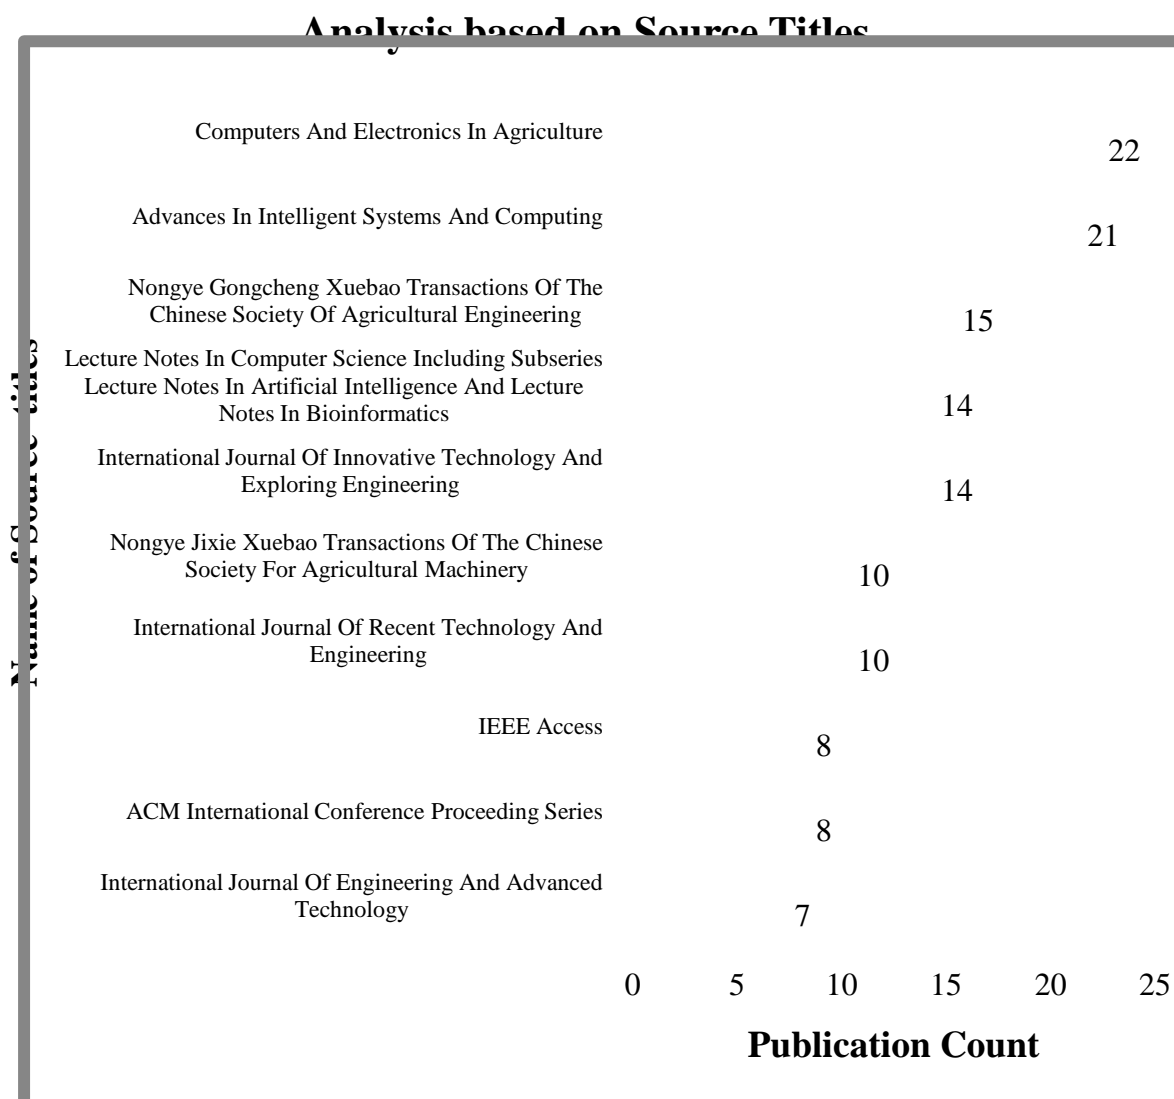 Analysis based on Source Titles
Computers And Electronics In Agriculture
22
Advances In Intelligent Systems And Computing
21
Nongye Gongcheng Xuebao Transactions Of The
Chinese Society Of Agricultural Engineering
15
Lecture Notes In Computer Science Including Subseries
Lecture Notes In Artificial Intelligence And Lecture
Notes In Bioinformatics
14
International Journal Of Innovative Technology And
Exploring Engineering
14
Nongye Jixie Xuebao Transactions Of The Chinese
Society For Agricultural Machinery
10
International Journal Of Recent Technology And
Engineering
10
IEEE Access
8
ACM International Conference Proceeding Series
8
International Journal Of Engineering And Advanced
Technology
7
Name of Source titles
0 5 10 15 20 25
Publication Count